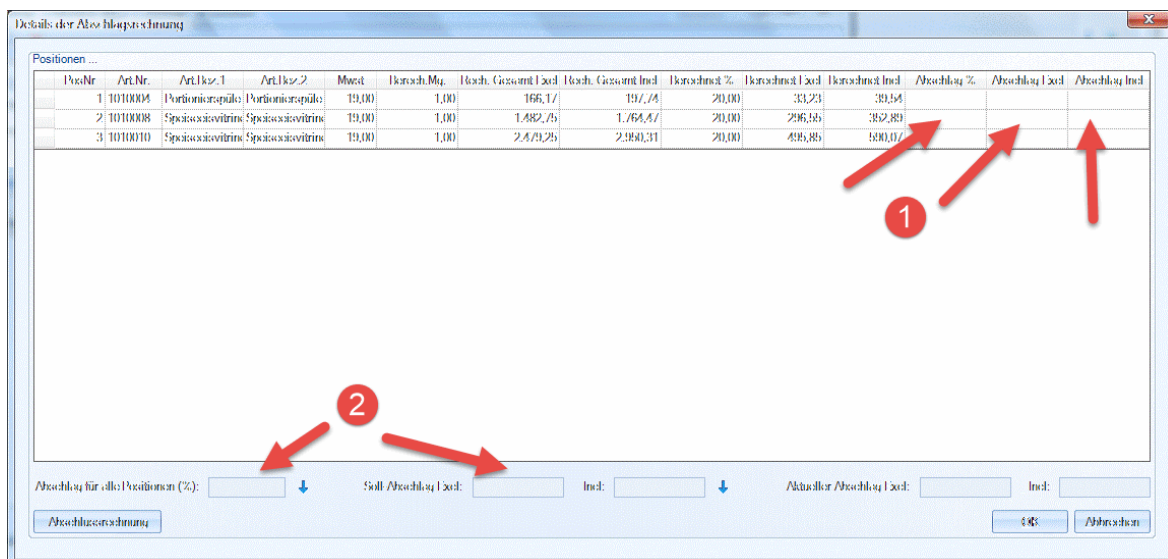 Details der Abschlagsrechnung
Positionen ...
PosNr Art.Nr. Art.Bez.1 Art.Bez.2 Mwst Berech.Mg. Rech. Gesamt Excl Rech. Gesamt Incl Berechnet % Berechnet Excl Berechnet Incl Abschlag % Abschlag Excl Abschlag Incl
1 1010004 Portionierspüle Portionierspüle 19,00 1,00 166,17 197,74 20,00 33,23 39,54
2 1010008 Speiseeisvitrine Speiseeisvitrine 19,00 1,00 1.482,75 1.764,47 20,00 296,55 352,89
3 1010010 Speiseeisvitrine Speiseeisvitrine 19,00 1,00 2.479,25 2.950,31 20,00 495,85 590,07
1
2
Abschlag für alle Positionen (%): Soll-Abschlag Excl: Incl: Aktueller Abschlag Excl: Incl:
Abschlussrechnung OK Abbrechen